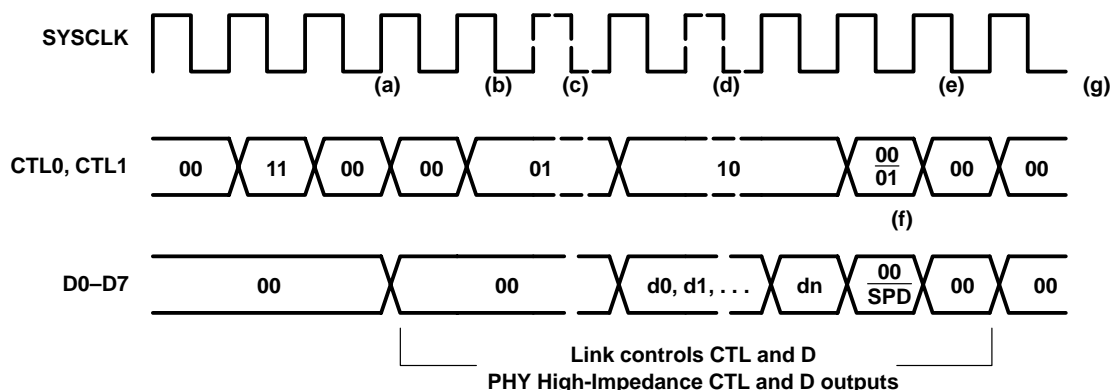 SYSCLK
(a) (b) (c) (d) (e) (g)
CTL0, CTL1 00 11 00 00 01 10 00 00 00
01
(f)
D0–D7 00 00 d0, d1, . . . dn 00 00 00
SPD
Link controls CTL and D
PHY High-Impedance CTL and D outputs